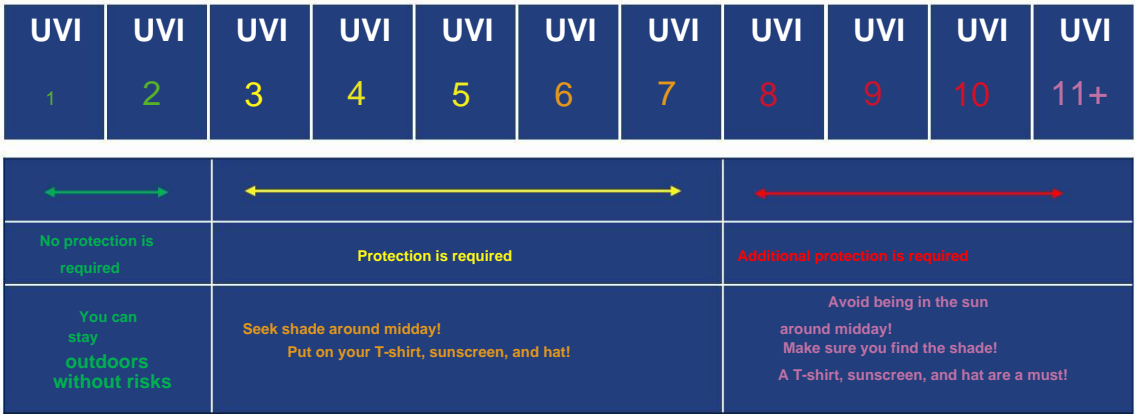 UVI UVI UVI UVI UVI UVI UVI UVI UVI UVI UVI
1 2 3 4 5 6 7 8 9 10 11+
No protection is
required
Protection is required
Additional protection is required
You can
stay
outdoors
without risks
Seek shade around midday!
Put on your T-shirt, sunscreen, and hat!
Avoid being in the sun
around midday!
Make sure you find the shade!
A T-shirt, sunscreen, and hat are a must!